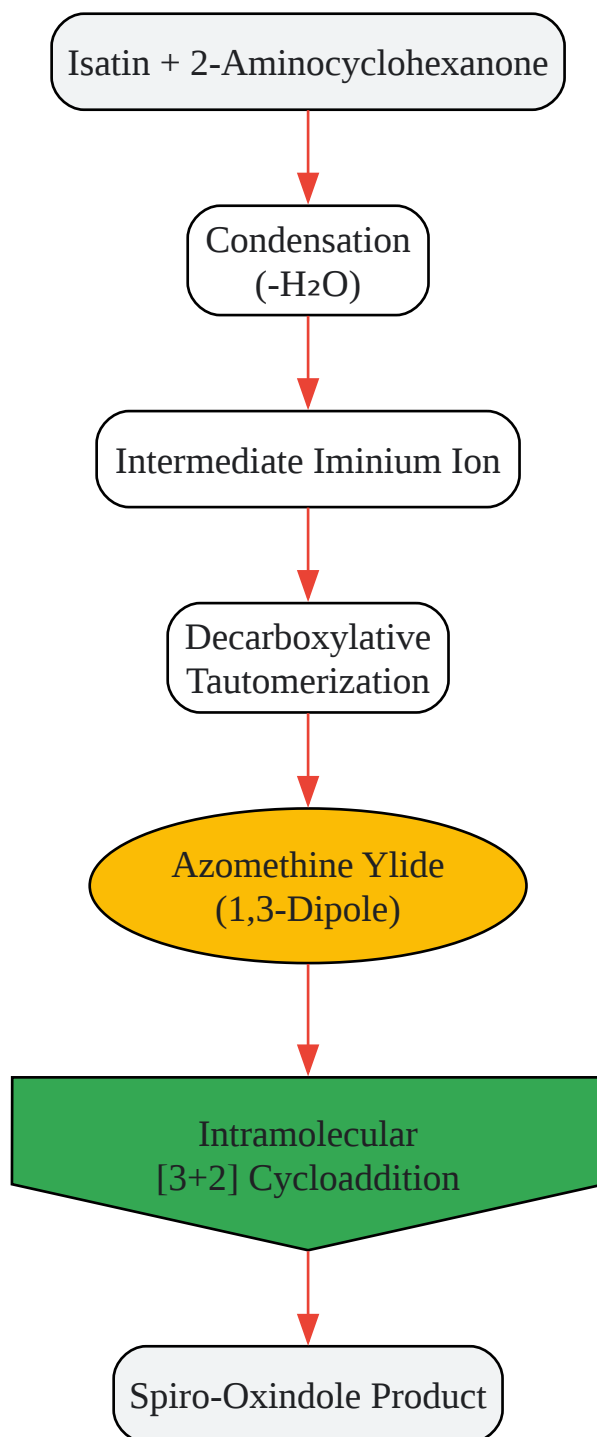 Isatin + 2-Aminocyclohexanone
Condensation
(-H₂O)
Intermediate Iminium Ion
Decarboxylative
Tautomerization
Azomethine Ylide
(1,3-Dipole)
Intramolecular
[3+2] Cycloaddition
Spiro-Oxindole Product